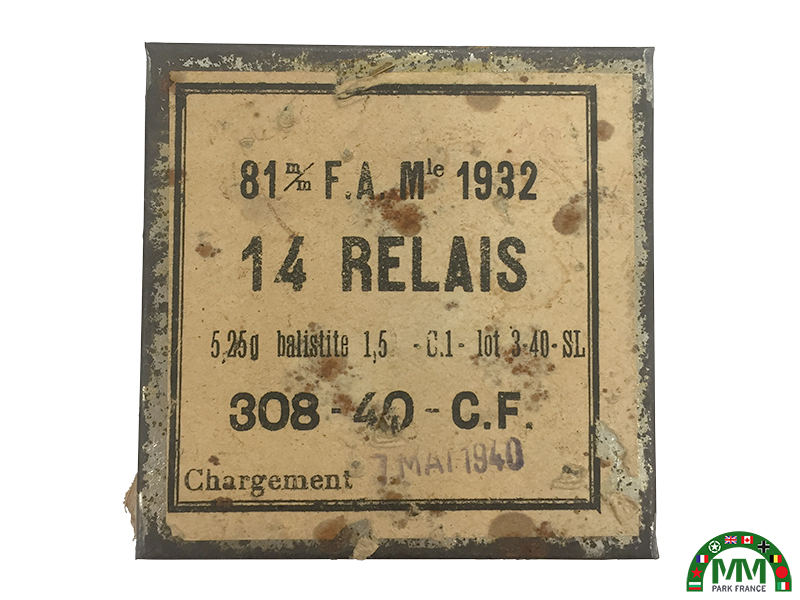 81 m/m F.A. Mle 1932
14 RELAIS
5,25g balistite 1,5 - C.1 - lot 3-40-SL
308 - 40 - C.F.
Chargement 7 MAI 1940
MM
PARK FRANCE